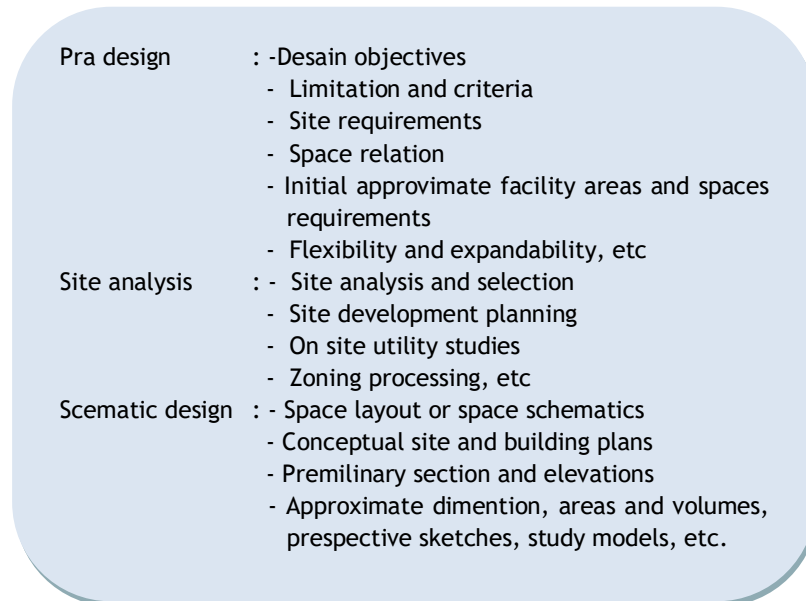 Pra design : -Desain objectives
- Limitation and criteria
- Site requirements
- Space relation
- Initial approvimate facility areas and spaces
requirements
- Flexibility and expandability, etc
Site analysis : - Site analysis and selection
- Site development planning
- On site utility studies
- Zoning processing, etc
Scematic design : - Space layout or space schematics
- Conceptual site and building plans
- Premilinary section and elevations
- Approximate dimention, areas and volumes,
prespective sketches, study models, etc.